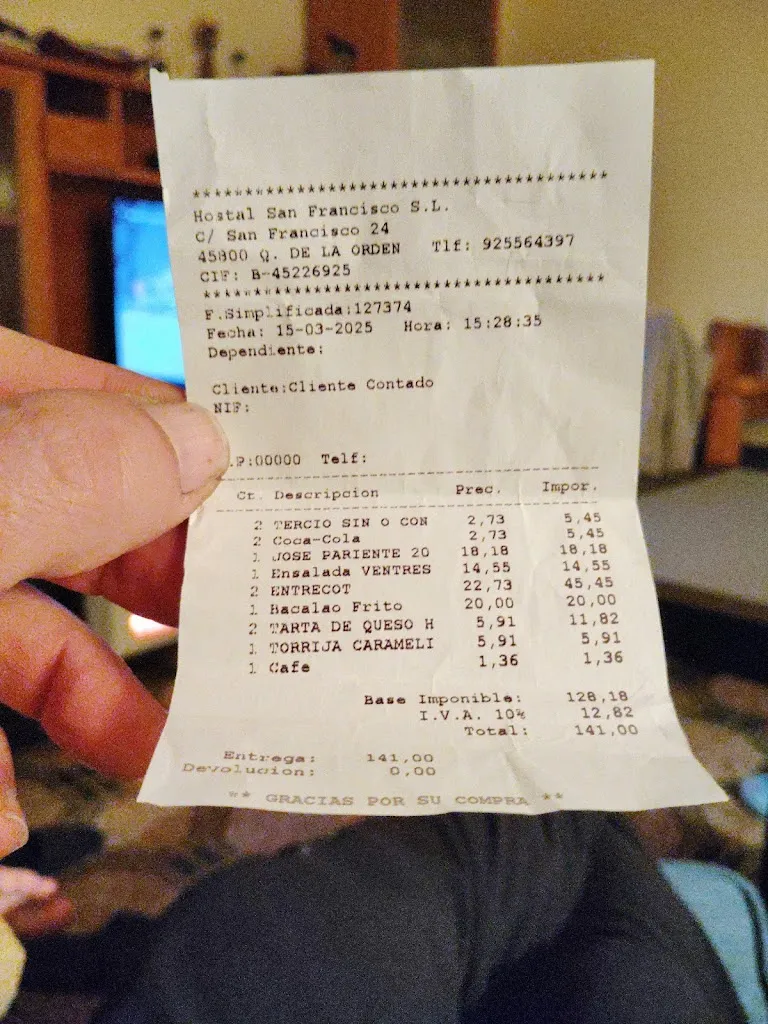 ****************************************
Hostal San Francisco S.L.
C/ San Francisco 24
45800 Q. DE LA ORDEN Tlf: 925564397
CIF: B-45226925
****************************************
F.Simplificada:127374
Fecha: 15-03-2025 Hora: 15:28:35
Dependiente:
Cliente:Cliente Contado
NIF:
.P:00000 Telf:
Ct. Descripcion Prec. Impor.
2 TERCIO SIN O CON 2,73 5,45
2 Coca-Cola 2,73 5,45
1 JOSE PARIENTE 20 18,18 18,18
1 Ensalada VENTRES 14,55 14,55
2 ENTRECOT 22,73 45,45
1 Bacalao Frito 20,00 20,00
2 TARTA DE QUESO H 5,91 11,82
1 TORRIJA CARAMELI 5,91 5,91
1 Cafe 1,36 1,36
Base Imponible: 128,18
I.V.A. 10% 12,82
Total: 141,00
Entrega: 141,00
Devolucion: 0,00
** GRACIAS POR SU COMPRA **